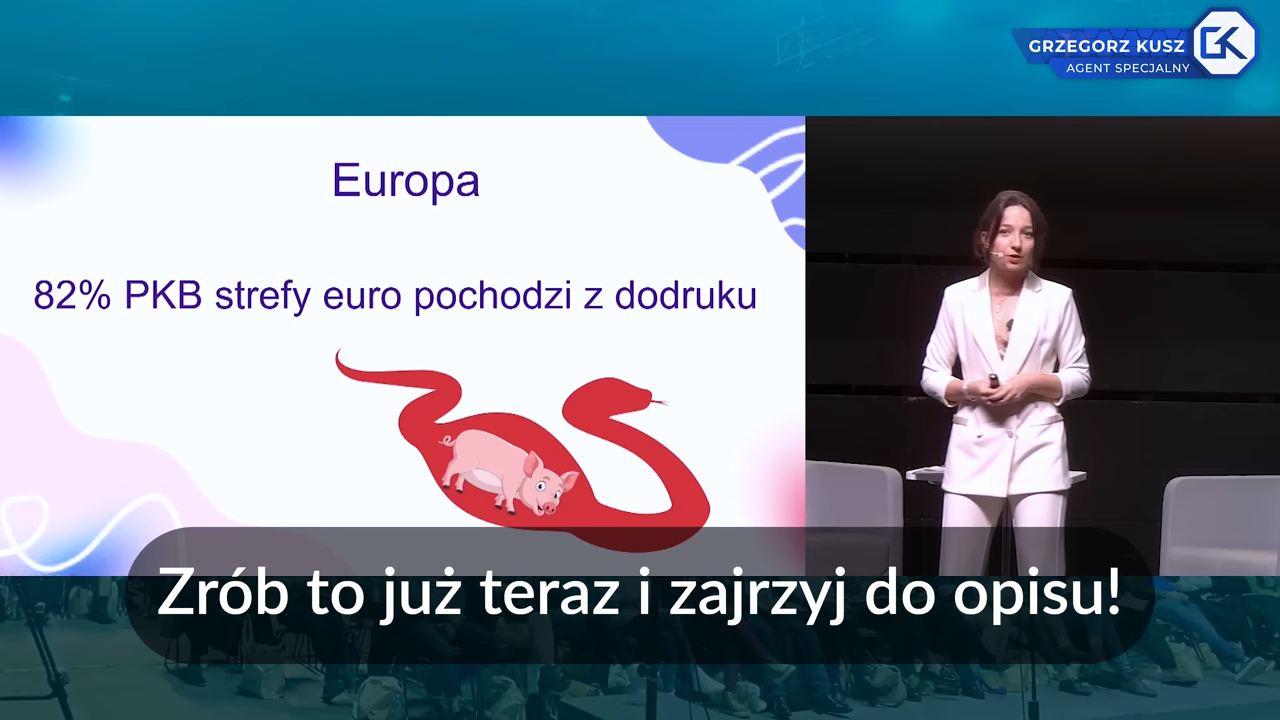 GRZEGORZ KUSZ
AGENT SPECJALNY
Europa
82% PKB strefy euro pochodzi z dodruku
Zrób to już teraz i zajrzyj do opisu!